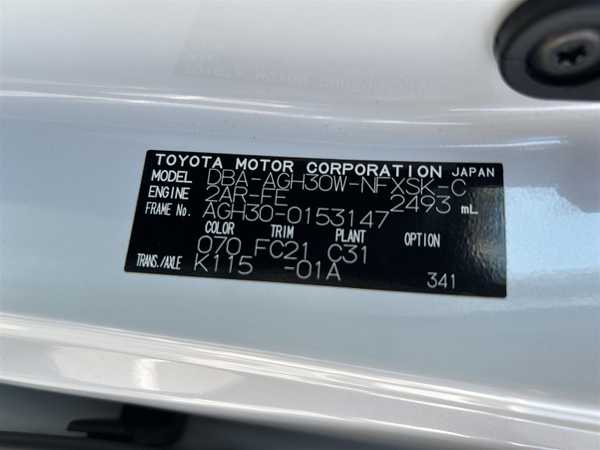 TOYOTA MOTOR CORPORATION JAPAN
MODEL DBA-AGH30W-NFXSK-C
ENGINE 2AR-FE 2493 mL
FRAME No. AGH30-0153147
COLOR TRIM PLANT OPTION
070 FC21 C31
TRANS./AXLE K115 -01A 341